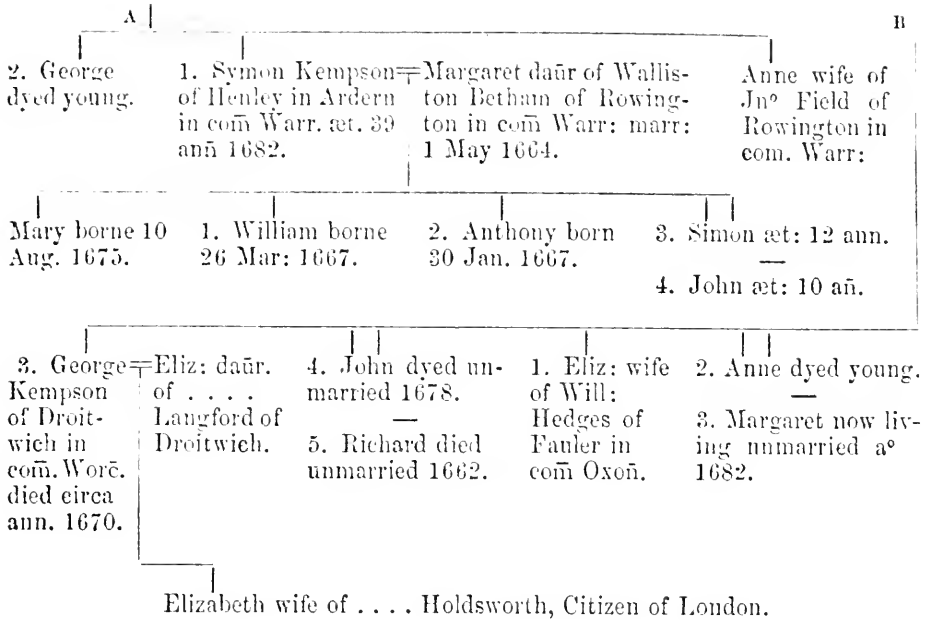 A B
2. George
dyed young.
1. Symon Kempson
of Henley in Ardern
in com̄ Warr. æt. 39
an̄n 1682.
Margaret daūr of Wallis-
ton Betham of Rowing-
ton in com̄ Warr: marr:
1 May 1664.
Anne wife of
Jnº Field of
Rowington in
com. Warr:
Mary borne 10
Aug. 1675.
1. William borne
26 Mar: 1667.
2. Anthony born
30 Jan. 1667.
3. Simon æt: 12 ann.
—
4. John æt: 10 an̄.
3. George
Kempson
of Droit-
wich in
com̄. Worc̄.
died circa
ann. 1670.
Eliz: daūr.
of . . . .
Langford of
Droitwich.
4. John dyed un-
married 1678.
—
5. Richard died
unmarried 1662.
1. Eliz: wife
of Will:
Hedges of
Fauler in
com̄ Oxon̄.
2. Anne dyed young.
—
3. Margaret now liv-
ing unmarried aº
1682.
Elizabeth wife of . . . . Holdsworth, Citizen of London.